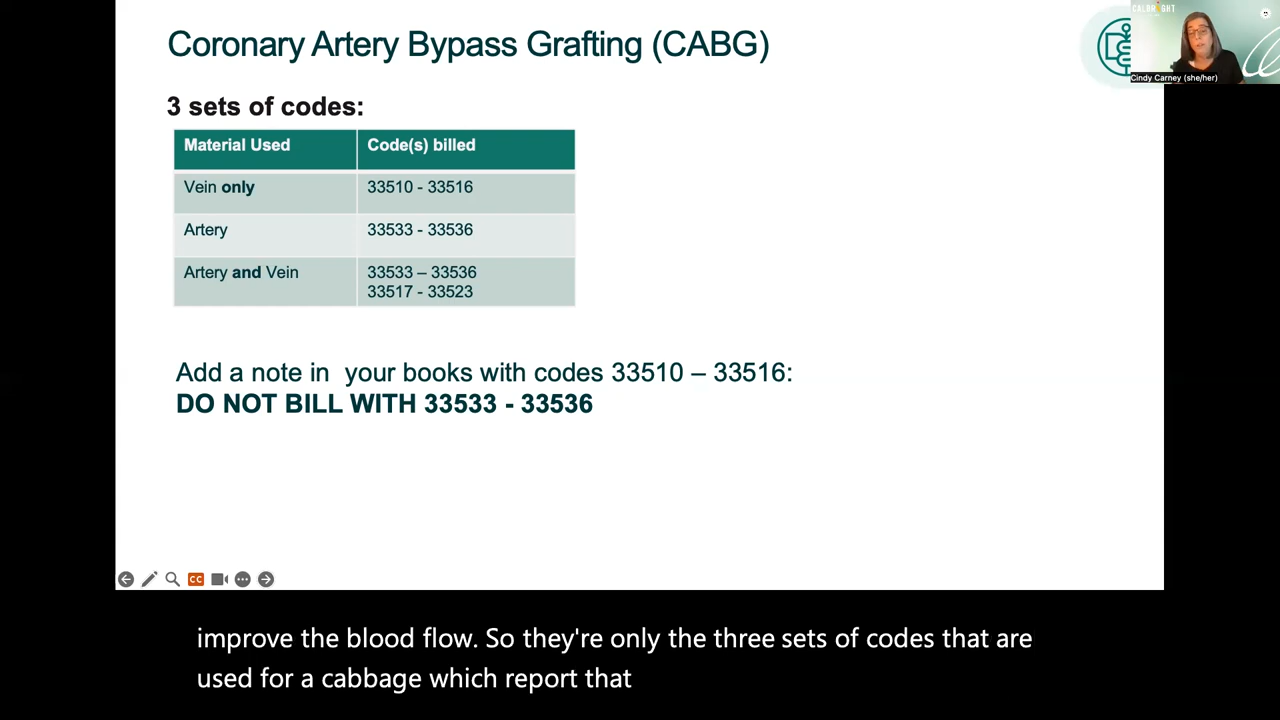 Coronary Artery Bypass Grafting (CABG)
CALBRIGHT
Cindy Carney (she/her)
3 sets of codes:
Material Used Code(s) billed
Vein only 33510 - 33516
Artery 33533 - 33536
Artery and Vein 33533 – 33536
33517 - 33523
Add a note in your books with codes 33510 – 33516:
DO NOT BILL WITH 33533 - 33536
CC
improve the blood flow. So they're only the three sets of codes that are
used for a cabbage which report that